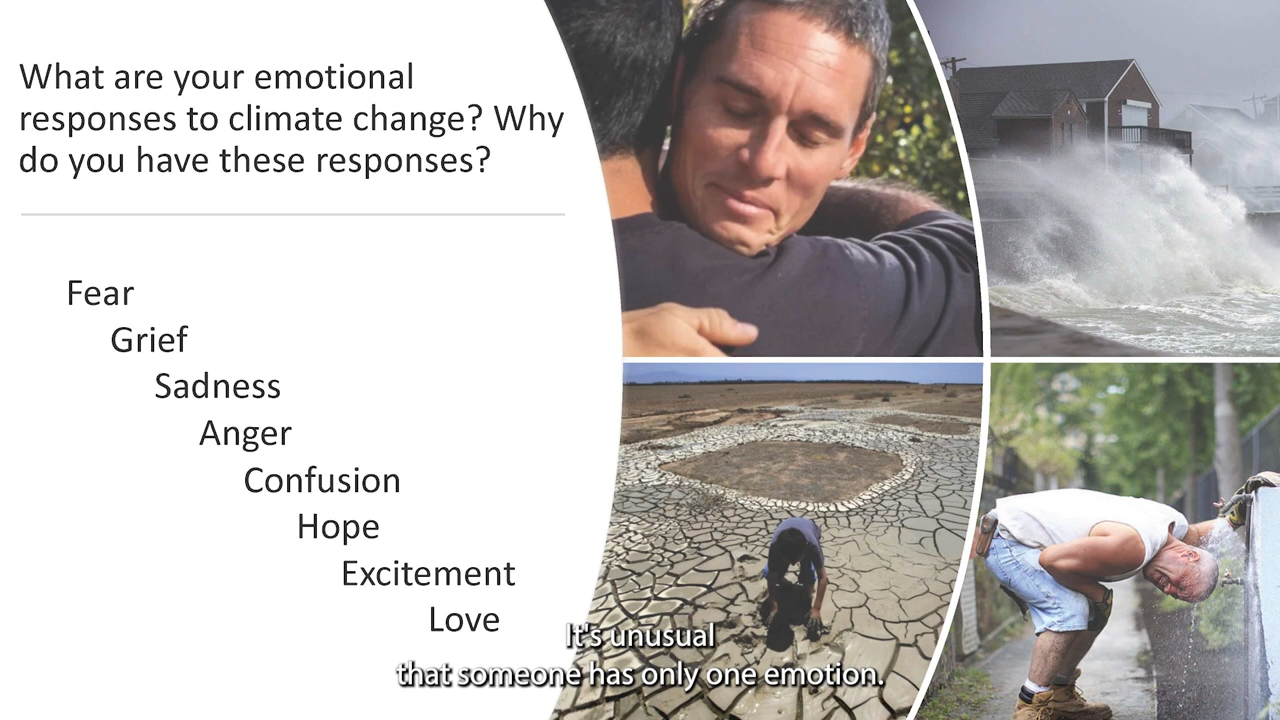 What are your emotional
responses to climate change? Why
do you have these responses?
Fear
Grief
Sadness
Anger
Confusion
Hope
Excitement
Love
It's unusual
that someone has only one emotion.